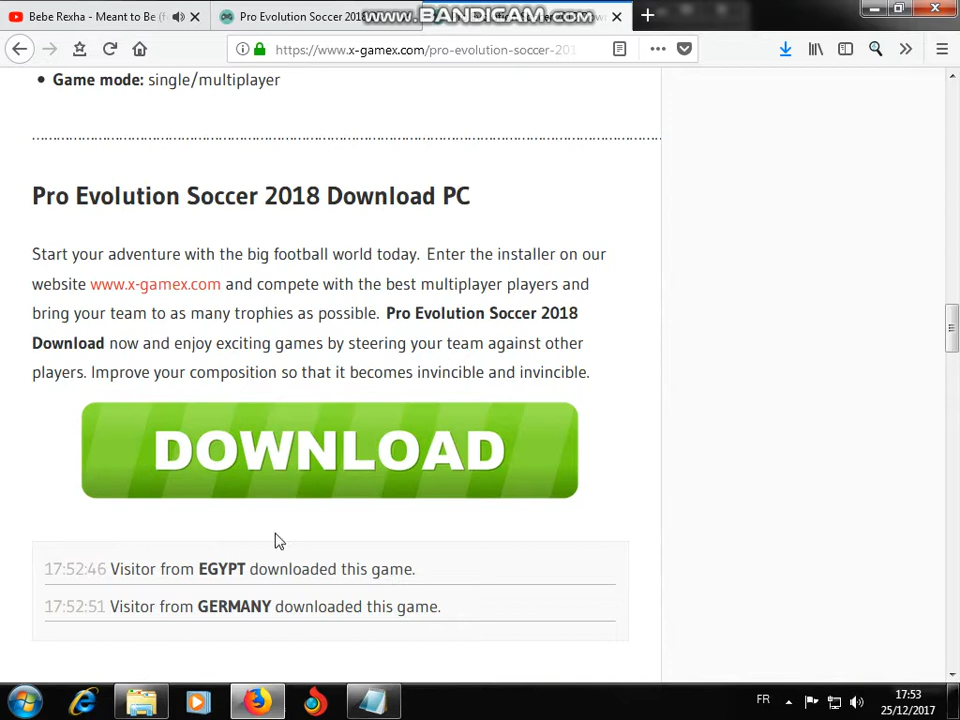 Bebe Rexha - Meant to Be (f
Pro Evolution Soccer 2018
www.BANDICAM.com
https://www.x-gamex.com/pro-evolution-soccer-201
Game mode: single/multiplayer
Pro Evolution Soccer 2018 Download PC
Start your adventure with the big football world today. Enter the installer on our
website www.x-gamex.com and compete with the best multiplayer players and
bring your team to as many trophies as possible. Pro Evolution Soccer 2018
Download now and enjoy exciting games by steering your team against other
players. Improve your composition so that it becomes invincible and invincible.
DOWNLOAD
17:52:46 Visitor from EGYPT downloaded this game.
17:52:51 Visitor from GERMANY downloaded this game.
FR
17:53
25/12/2017